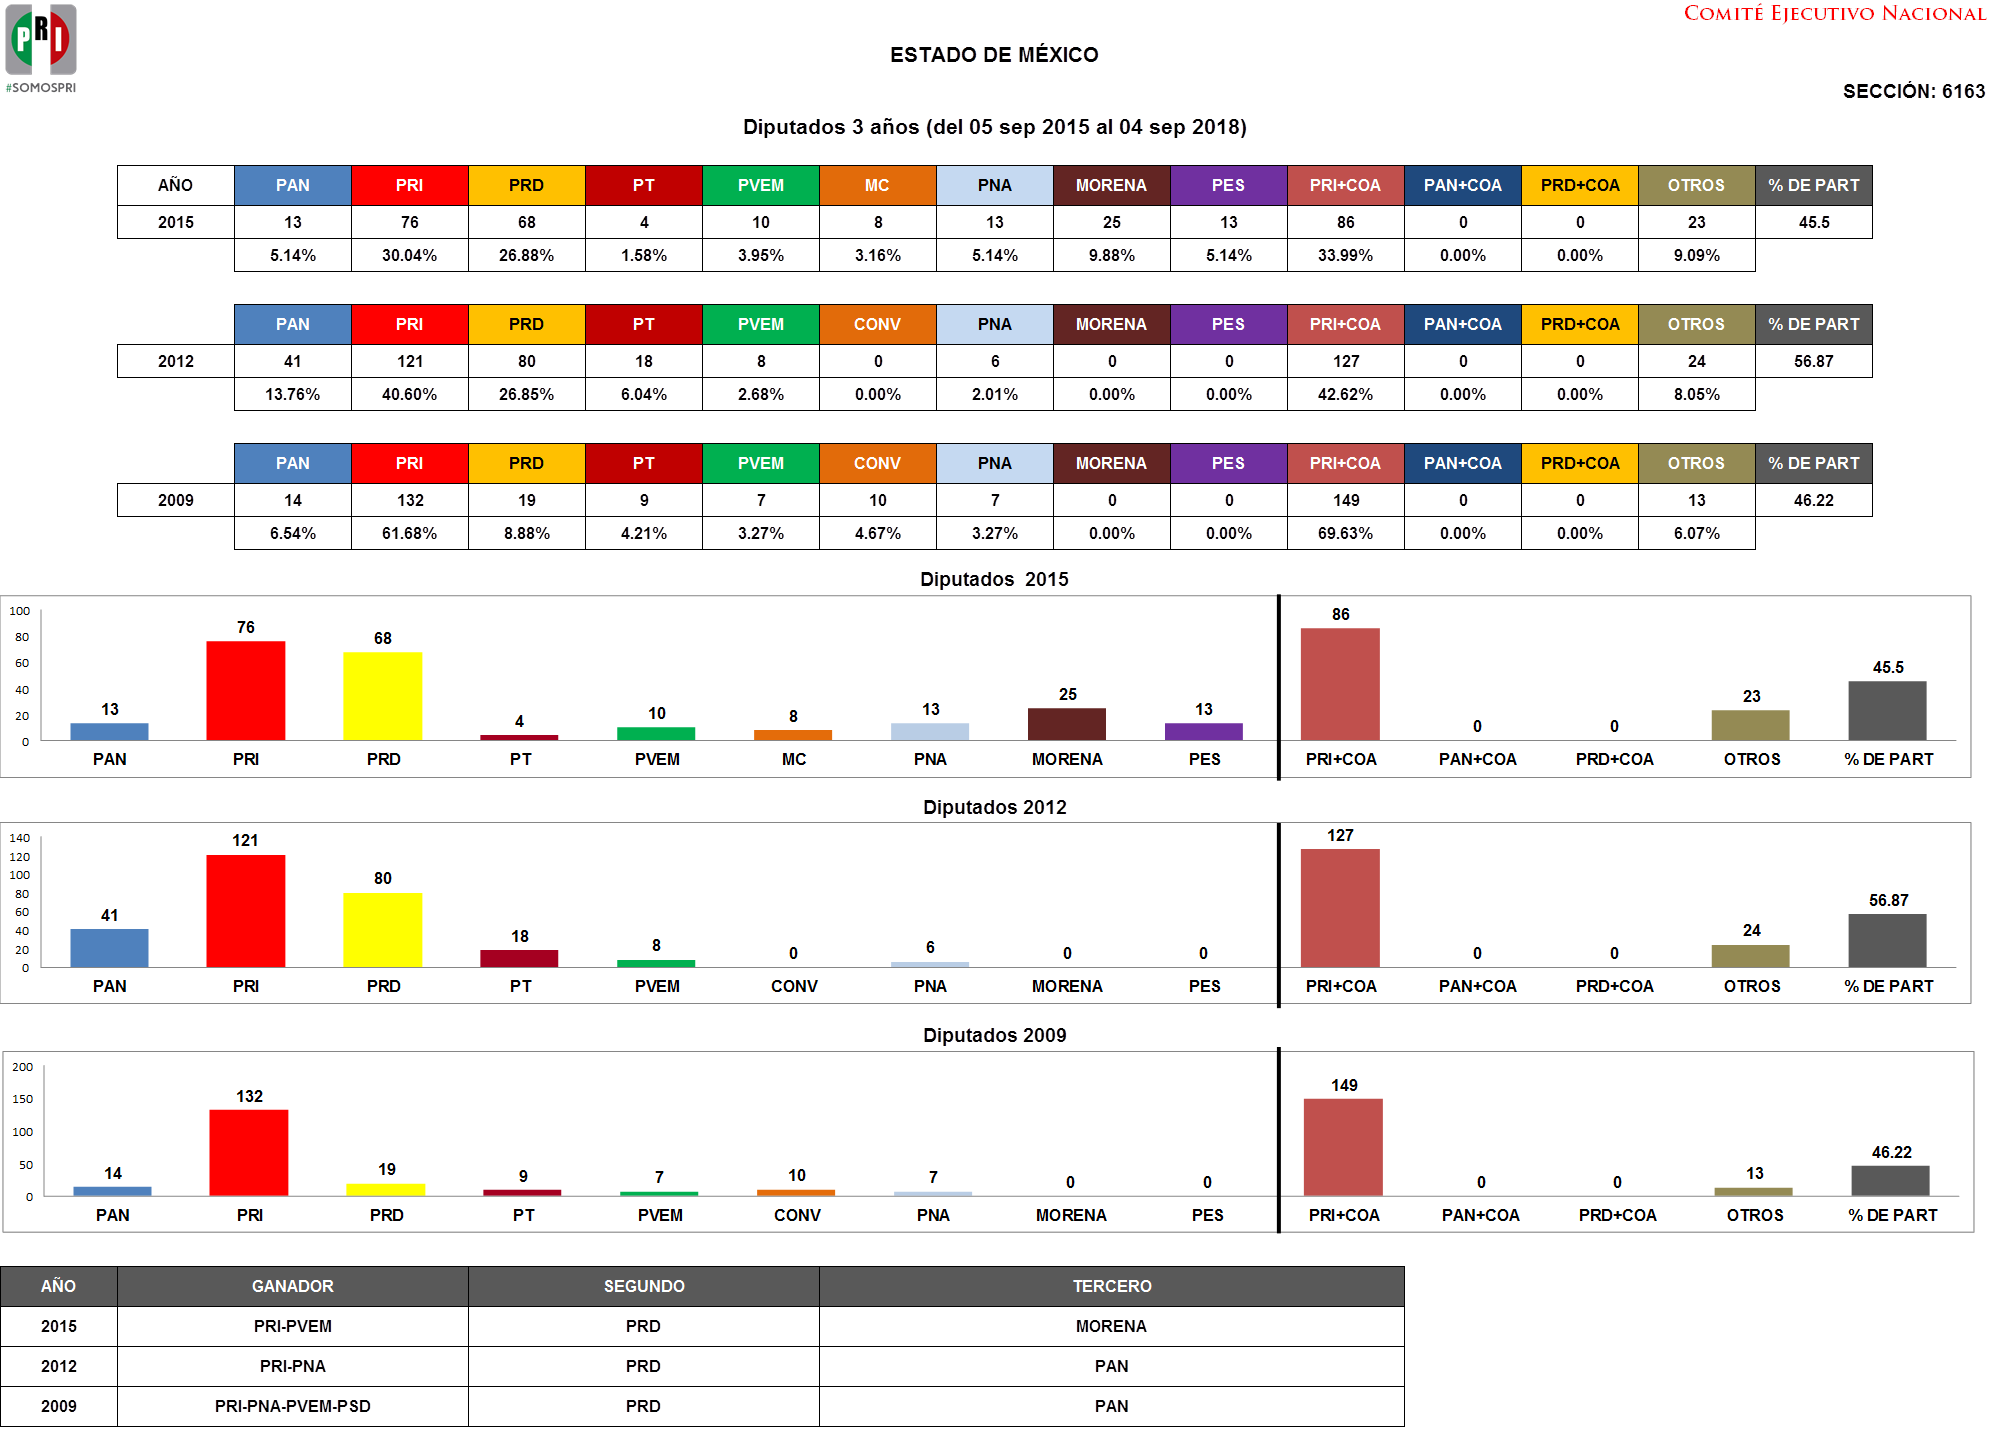 PRI
#SOMOSPRI
COMITÉ EJECUTIVO NACIONAL
ESTADO DE MÉXICO
SECCIÓN: 6163
Diputados 3 años (del 05 sep 2015 al 04 sep 2018)
AÑO PAN PRI PRD PT PVEM MC PNA MORENA PES PRI+COA PAN+COA PRD+COA OTROS % DE PART
2015 13 76 68 4 10 8 13 25 13 86 0 0 23 45.5
5.14% 30.04% 26.88% 1.58% 3.95% 3.16% 5.14% 9.88% 5.14% 33.99% 0.00% 0.00% 9.09%
PAN PRI PRD PT PVEM CONV PNA MORENA PES PRI+COA PAN+COA PRD+COA OTROS % DE PART
2012 41 121 80 18 8 0 6 0 0 127 0 0 24 56.87
13.76% 40.60% 26.85% 6.04% 2.68% 0.00% 2.01% 0.00% 0.00% 42.62% 0.00% 0.00% 8.05%
PAN PRI PRD PT PVEM CONV PNA MORENA PES PRI+COA PAN+COA PRD+COA OTROS % DE PART
2009 14 132 19 9 7 10 7 0 0 149 0 0 13 46.22
6.54% 61.68% 8.88% 4.21% 3.27% 4.67% 3.27% 0.00% 0.00% 69.63% 0.00% 0.00% 6.07%
Diputados 2015
100
80
60
40
20
0
13 76 68 4 10 8 13 25 13 86 0 0 23 45.5
PAN PRI PRD PT PVEM MC PNA MORENA PES PRI+COA PAN+COA PRD+COA OTROS % DE PART
Diputados 2012
140
120
100
80
60
40
20
0
41 121 80 18 8 0 6 0 0 127 0 0 24 56.87
PAN PRI PRD PT PVEM CONV PNA MORENA PES PRI+COA PAN+COA PRD+COA OTROS % DE PART
Diputados 2009
200
150
100
50
0
14 132 19 9 7 10 7 0 0 149 0 0 13 46.22
PAN PRI PRD PT PVEM CONV PNA MORENA PES PRI+COA PAN+COA PRD+COA OTROS % DE PART
AÑO GANADOR SEGUNDO TERCERO
2015 PRI-PVEM PRD MORENA
2012 PRI-PNA PRD PAN
2009 PRI-PNA-PVEM-PSD PRD PAN